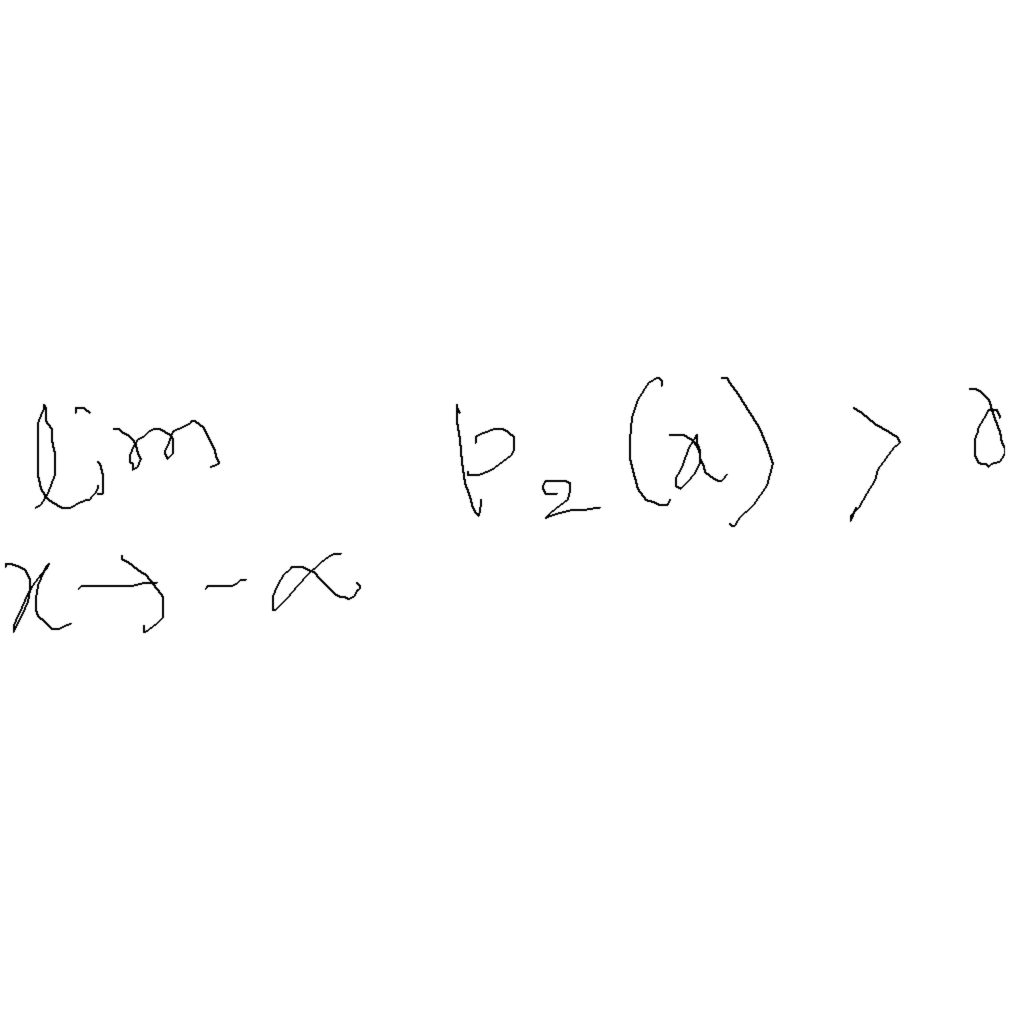 lim p₂(x) > 0
x → -∞